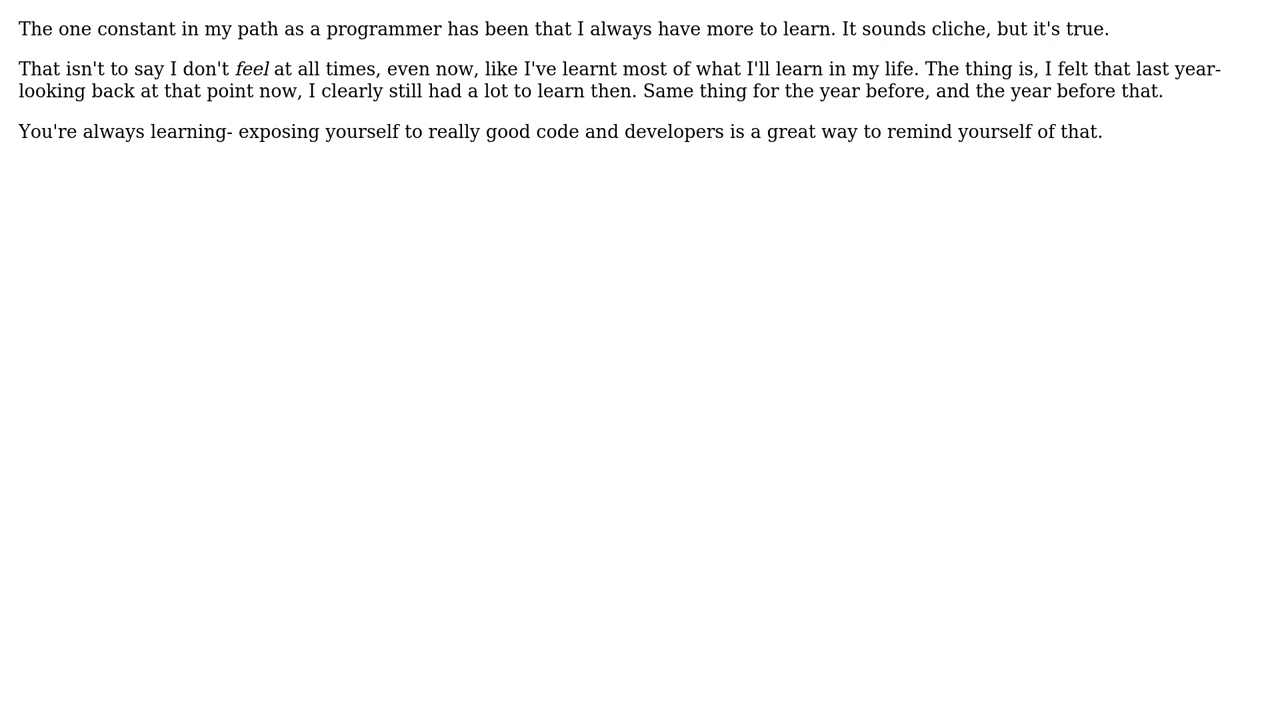 The one constant in my path as a programmer has been that I always have more to learn. It sounds cliche, but it's true.
That isn't to say I don't feel at all times, even now, like I've learnt most of what I'll learn in my life. The thing is, I felt that last year-
looking back at that point now, I clearly still had a lot to learn then. Same thing for the year before, and the year before that.
You're always learning- exposing yourself to really good code and developers is a great way to remind yourself of that.